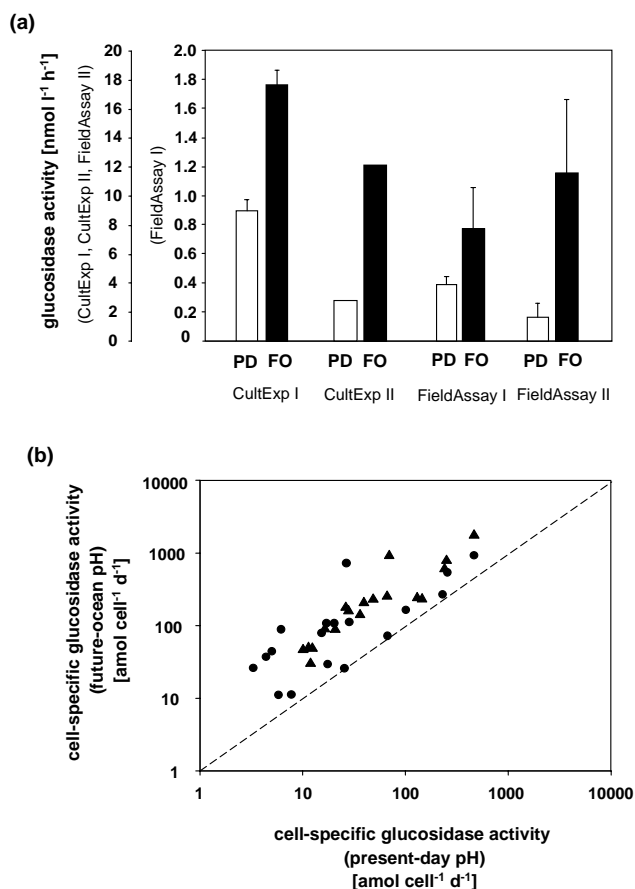 (a)
glucosidase activity [nmol l⁻¹ h⁻¹]
(CultExp I, CultExp II, FieldAssay II)
20
18
16
14
12
10
8
6
4
2
0
(FieldAssay I)
2.0
1.8
1.6
1.4
1.2
1.0
0.8
0.6
0.4
0.2
0
PD FO PD FO PD FO PD FO
CultExp I CultExp II FieldAssay I FieldAssay II
(b)
cell-specific glucosidase activity
(future-ocean pH)
[amol cell⁻¹ d⁻¹]
10000
1000
100
10
1
1 10 100 1000 10000
cell-specific glucosidase activity
(present-day pH)
[amol cell⁻¹ d⁻¹]